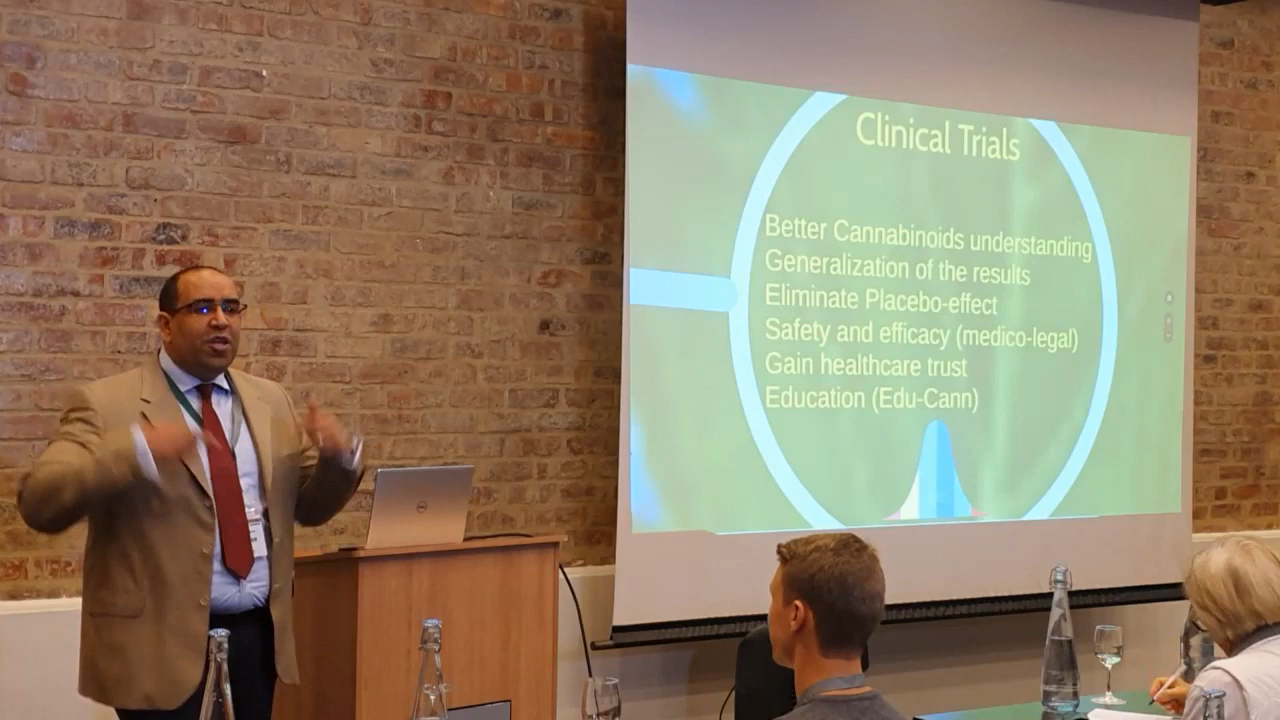 Clinical Trials
Better Cannabinoids understanding
Generalization of the results
Eliminate Placebo-effect
Safety and efficacy (medico-legal)
Gain healthcare trust
Education (Edu-Cann)
DELL